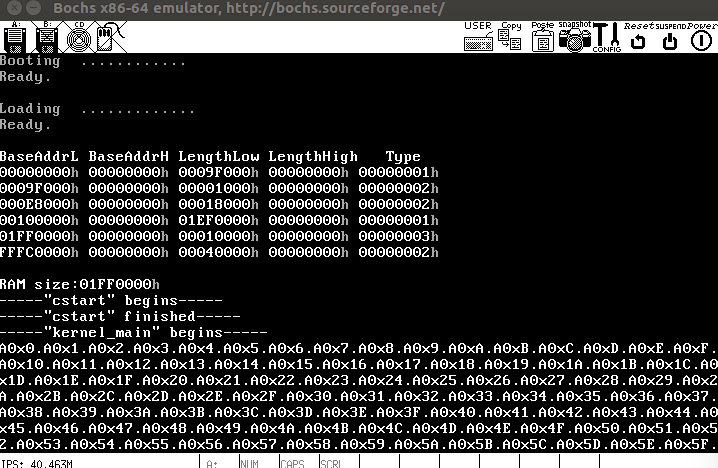 Bochs x86-64 emulator, http://bochs.sourceforge.net/
A: B: CD USER Copy Paste snapshot CONFIG Reset SUSPEND Power
Booting ............
Ready.
Loading .............
Ready.
BaseAddrL BaseAddrH LengthLow LengthHigh Type
00000000h 00000000h 0009F000h 00000000h 00000001h
0009F000h 00000000h 00001000h 00000000h 00000002h
000E8000h 00000000h 00018000h 00000000h 00000002h
00100000h 00000000h 01EF0000h 00000000h 00000001h
01FF0000h 00000000h 00010000h 00000000h 00000003h
FFFC0000h 00000000h 00040000h 00000000h 00000002h
RAM size:01FF0000h
-----"cstart" begins-----
-----"cstart" finished-----
-----"kernel_main" begins-----
A0x0.A0x1.A0x2.A0x3.A0x4.A0x5.A0x6.A0x7.A0x8.A0x9.A0xA.A0xB.A0xC.A0xD.A0xE.A0xF.
A0x10.A0x11.A0x12.A0x13.A0x14.A0x15.A0x16.A0x17.A0x18.A0x19.A0x1A.A0x1B.A0x1C.A0
x1D.A0x1E.A0x1F.A0x20.A0x21.A0x22.A0x23.A0x24.A0x25.A0x26.A0x27.A0x28.A0x29.A0x2
A.A0x2B.A0x2C.A0x2D.A0x2E.A0x2F.A0x30.A0x31.A0x32.A0x33.A0x34.A0x35.A0x36.A0x37.
A0x38.A0x39.A0x3A.A0x3B.A0x3C.A0x3D.A0x3E.A0x3F.A0x40.A0x41.A0x42.A0x43.A0x44.A0
x45.A0x46.A0x47.A0x48.A0x49.A0x4A.A0x4B.A0x4C.A0x4D.A0x4E.A0x4F.A0x50.A0x51.A0x5
2.A0x53.A0x54.A0x55.A0x56.A0x57.A0x58.A0x59.A0x5A.A0x5B.A0x5C.A0x5D.A0x5E.A0x5F.
IPS: 40.463M A: NUM CAPS SCRL